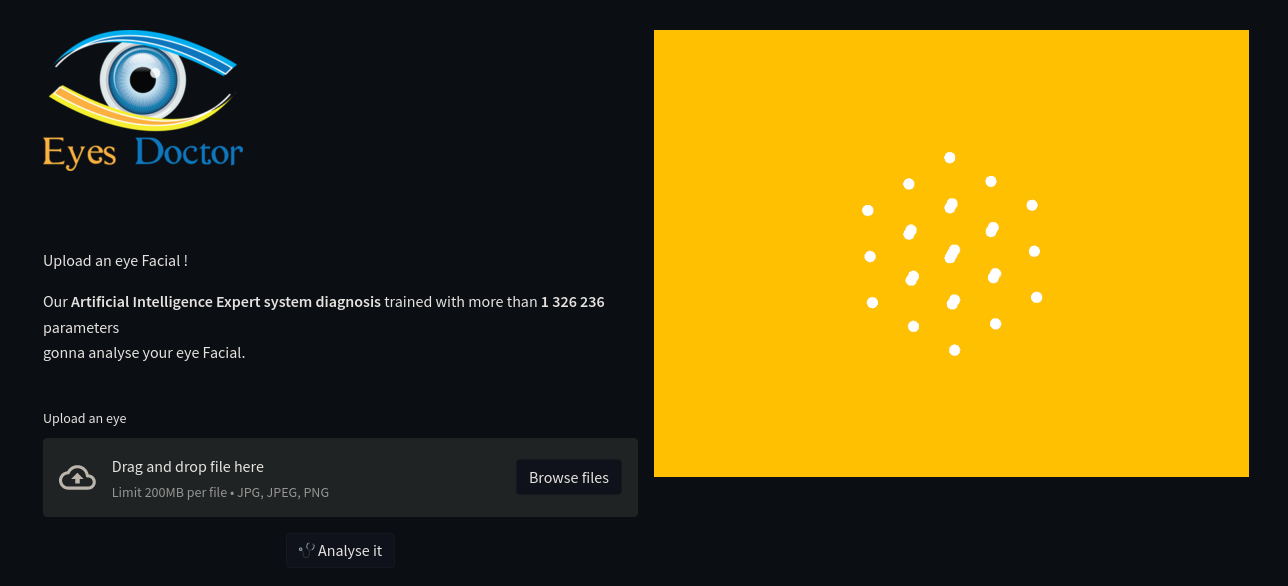 Eyes Doctor
Upload an eye Facial !
Our Artificial Intelligence Expert system diagnosis trained with more than 1 326 236
parameters
gonna analyse your eye Facial.
Upload an eye
Drag and drop file here
Limit 200MB per file • JPG, JPEG, PNG
Browse files
Analyse it